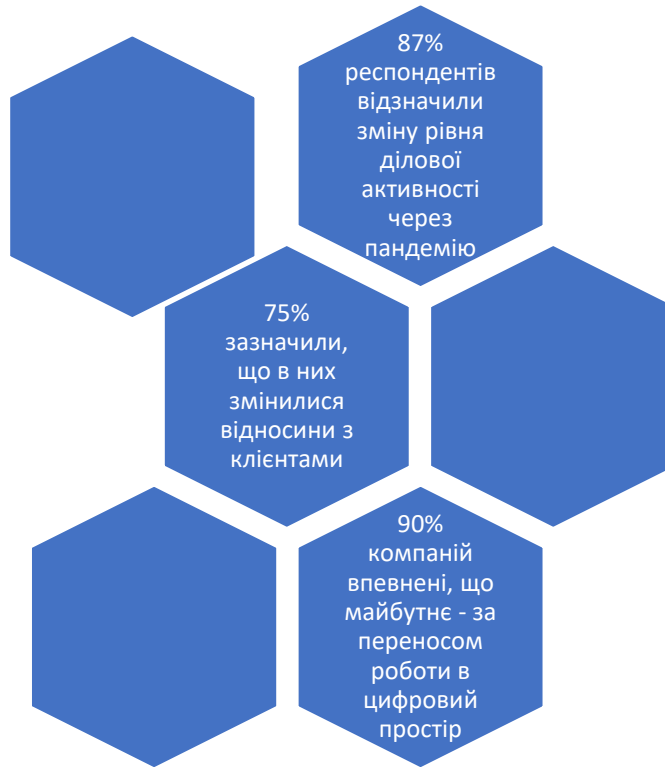 87%
респондентів
відзначили
зміну рівня
ділової
активності
через
пандемію
75%
зазначили,
що в них
змінилися
відносини з
клієнтами
90%
компаній
впевнені, що
майбутнє - за
переносом
роботи в
цифровий
простір